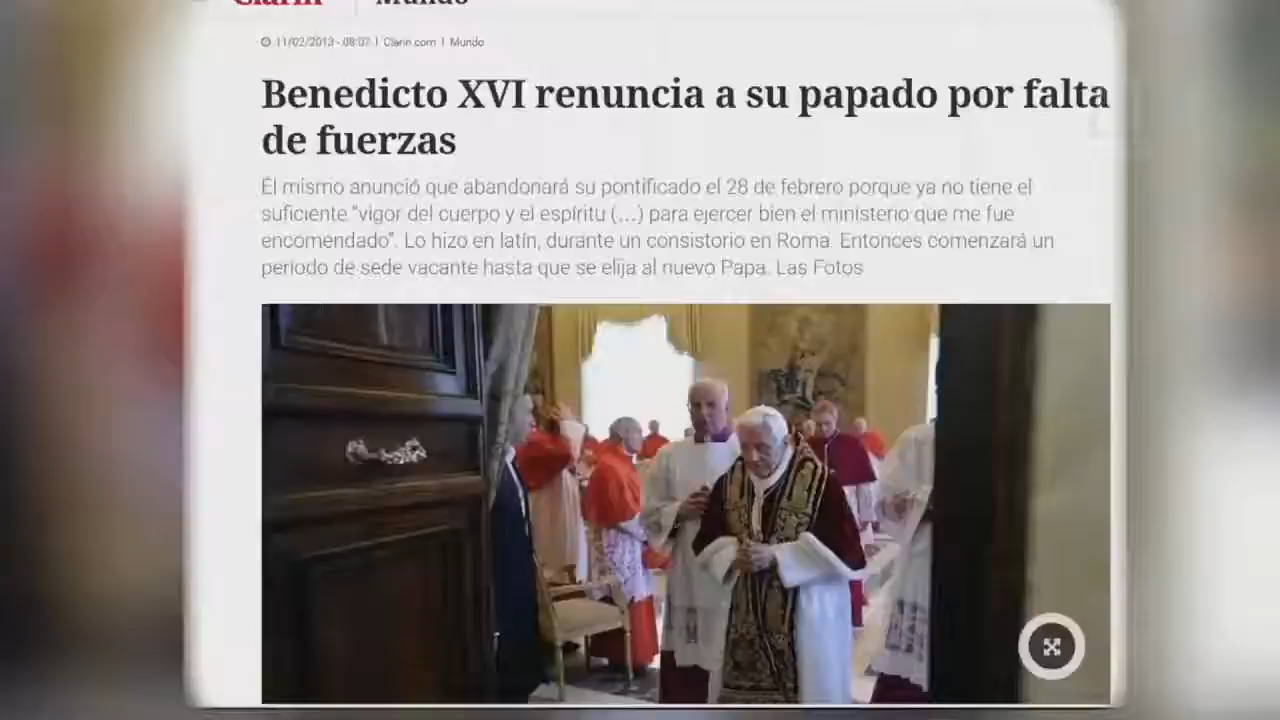 Clarín Mundo
11/02/2013 - 08:07 | Clarin.com | Mundo
Benedicto XVI renuncia a su papado por falta
de fuerzas
Él mismo anunció que abandonará su pontificado el 28 de febrero porque ya no tiene el
suficiente "vigor del cuerpo y el espíritu (...) para ejercer bien el ministerio que me fue
encomendado". Lo hizo en latín, durante un consistorio en Roma. Entonces comenzará un
período de sede vacante hasta que se elija al nuevo Papa. Las Fotos